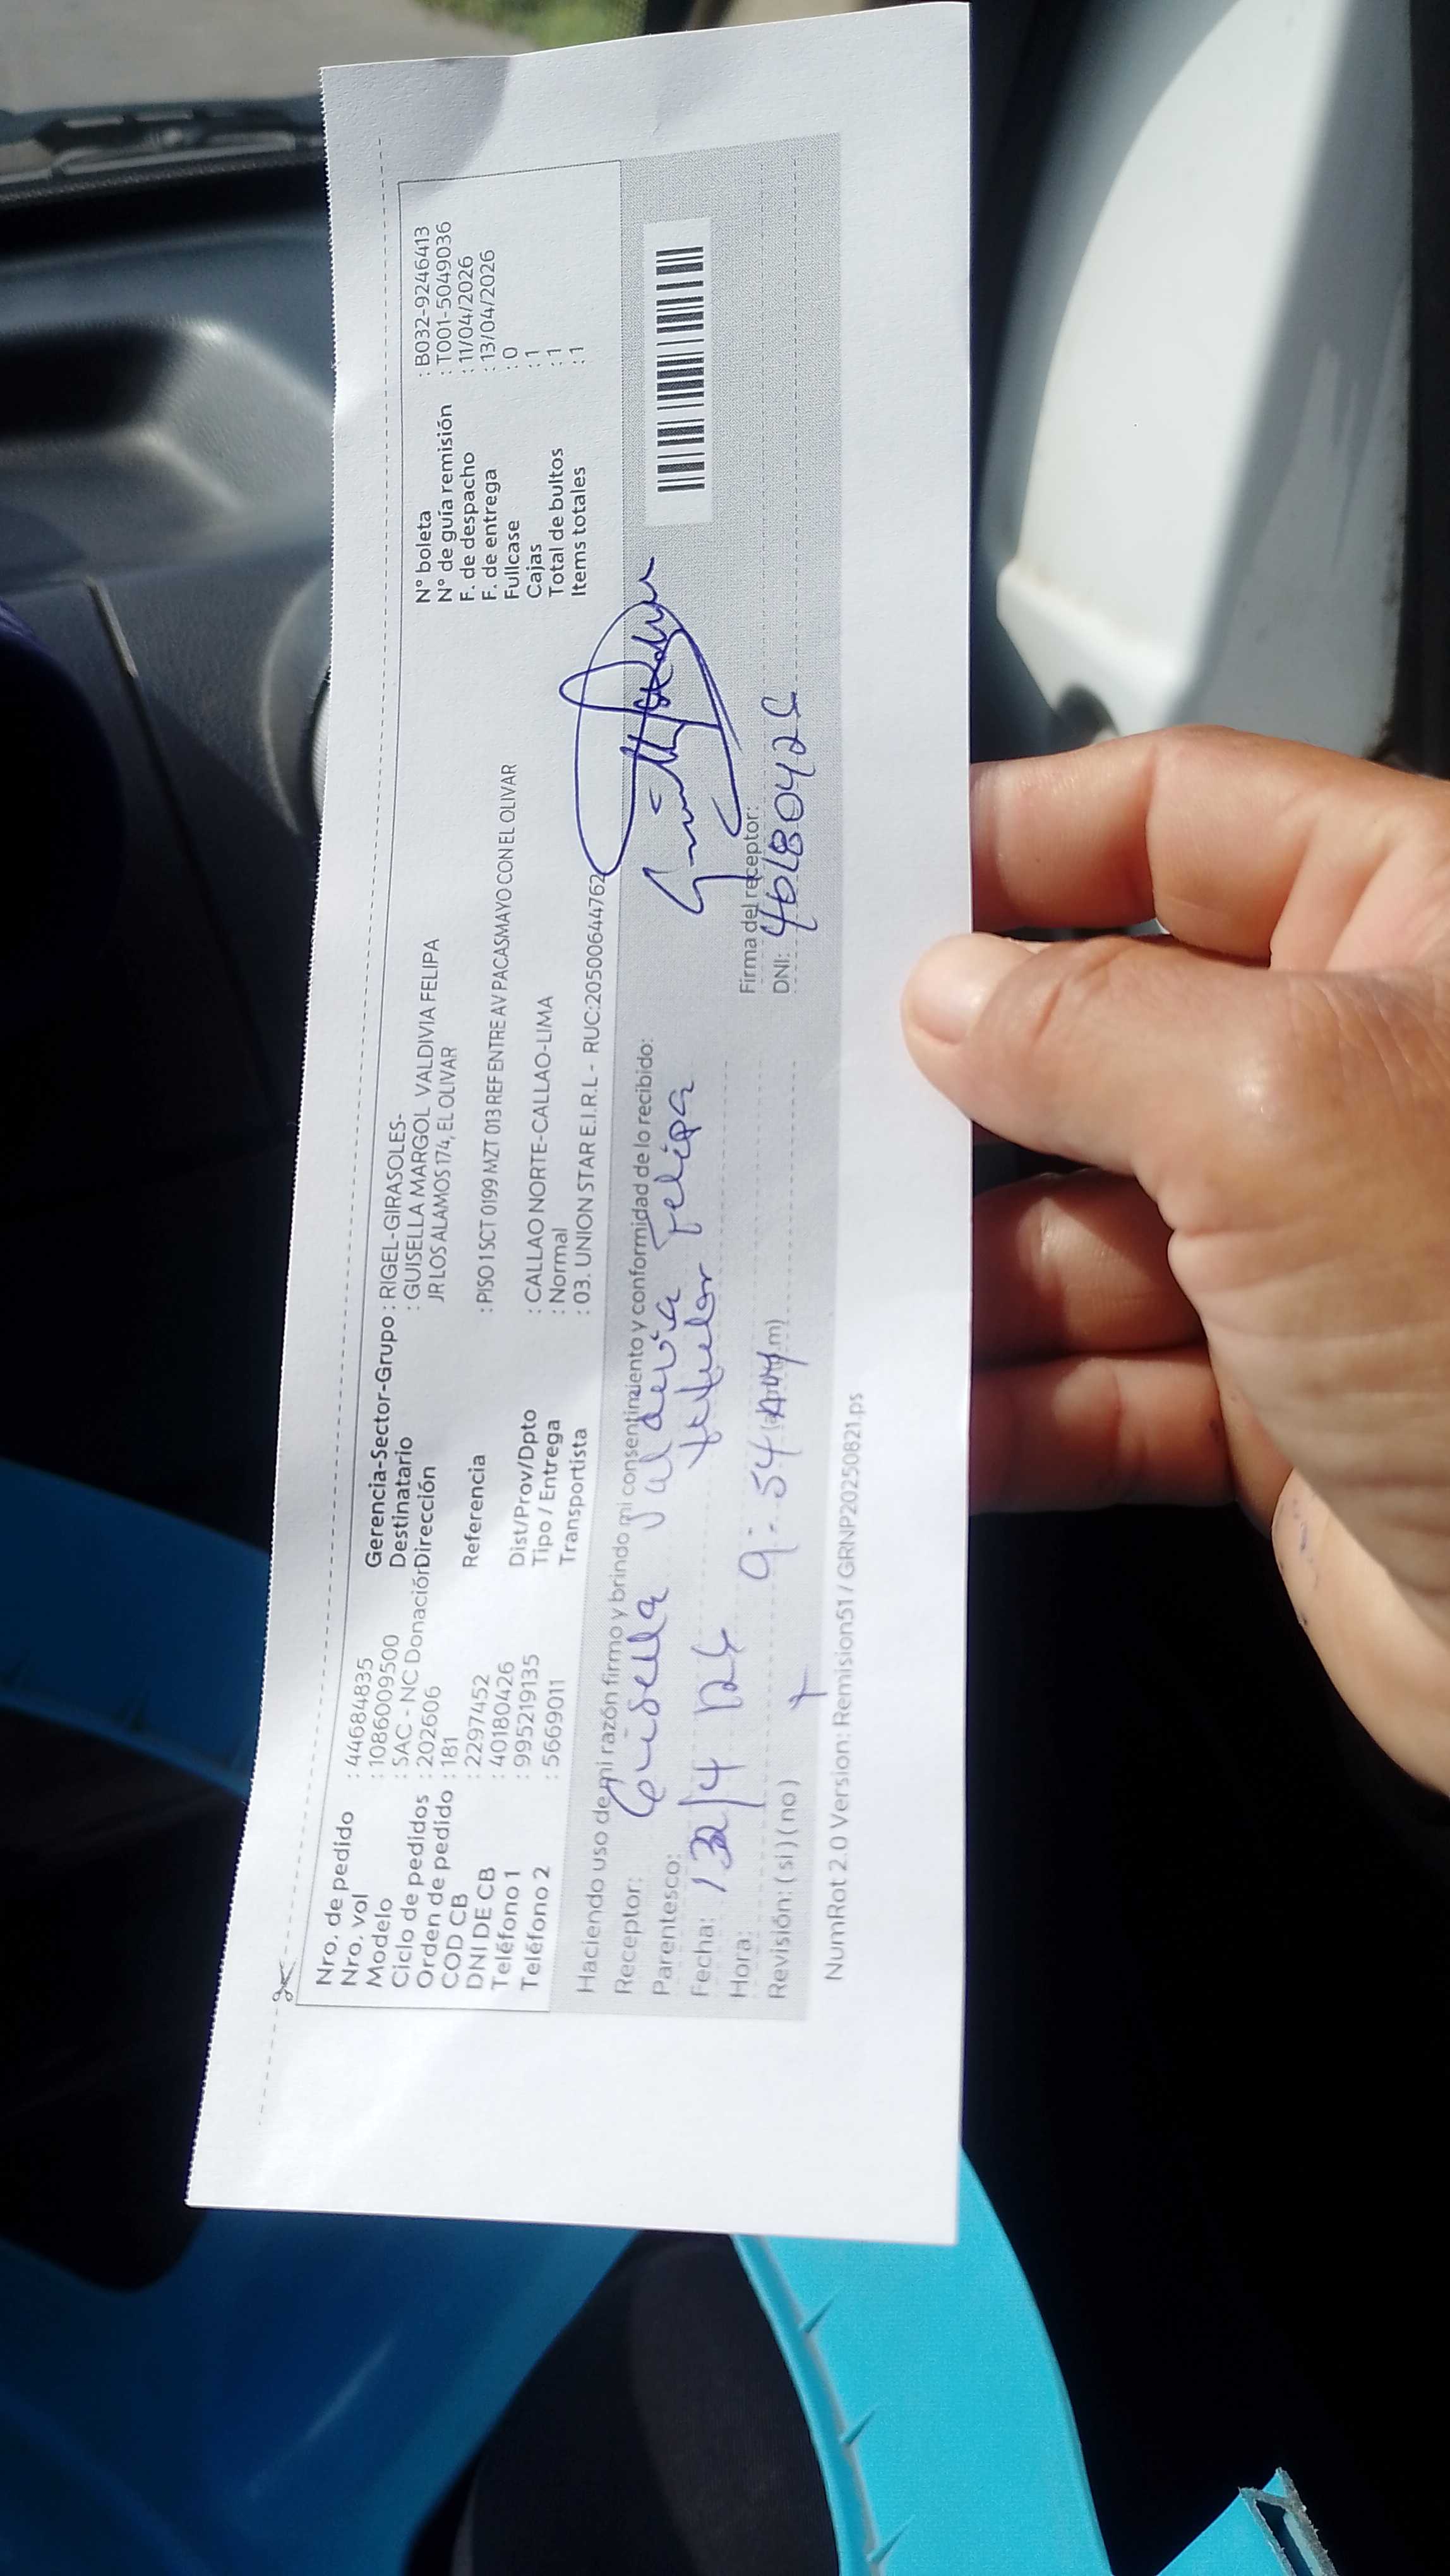 Nro. de pedido : 44684835
Nro. vol : 1086009500
Modelo : SAC - NC Donación
Ciclo de pedidos : 202606
Orden de pedido : 181
COD CB : 2297452
DNI DE CB : 40180426
Teléfono 1 : 995219135
Teléfono 2 : 5669011
Gerencia-Sector-Grupo : RIGEL-GIRASOLES-
Destinatario : GUISELLA MARGOL VALDIVIA FELIPA
Dirección JR LOS ALAMOS 174, EL OLIVAR
Referencia : PISO 1 SCT 0199 MZT 013 REF ENTRE AV PACASMAYO CON EL OLIVAR
Dist/Prov/Dpto : CALLAO NORTE-CALLAO-LIMA
Tipo / Entrega : Normal
Transportista : 03. UNION STAR E.I.R.L - RUC:20500644762
N° boleta : B032-9246413
N° de guía remisión : T001-5049036
F. de despacho : 11/04/2026
F. de entrega : 13/04/2026
Fullcase : 0
Cajas : 1
Total de bultos : 1
Items totales : 1
Haciendo uso de mi razón firmo y brindo mi consentimiento y conformidad de lo recibido:
Receptor: Guisella Valdivia Felipa
Parentesco: titular
Fecha: 13/4
Hora: 9:54
Revisión: ( si ) ( no )
Firma del receptor:
DNI: 40180426
NumRot 2.0 Version: Remision51 / GRNP20250821.ps